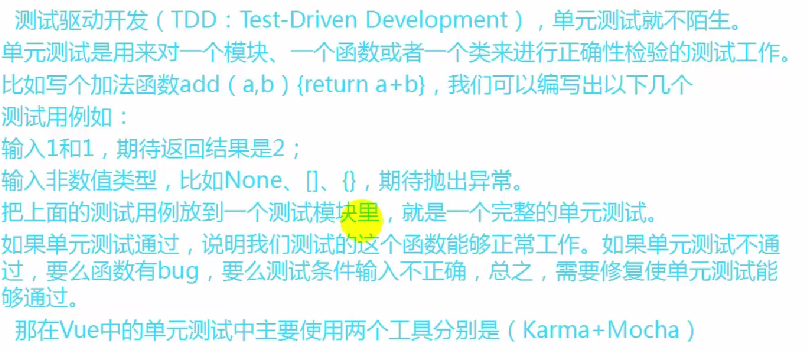 测试驱动开发（TDD：Test-Driven Development），单元测试就不陌生。
单元测试是用来对一个模块、一个函数或者一个类来进行正确性检验的测试工作。
比如写个加法函数add（a,b）{return a+b}，我们可以编写出以下几个
测试用例如：
输入1和1，期待返回结果是2；
输入非数值类型，比如None、[]、{}，期待抛出异常。
把上面的测试用例放到一个测试模块里，就是一个完整的单元测试。
如果单元测试通过，说明我们测试的这个函数能够正常工作。如果单元测试不通
过，要么函数有bug，要么测试条件输入不正确，总之，需要修复使单元测试能
够通过。
那在Vue中的单元测试中主要使用两个工具分别是（Karma+Mocha）